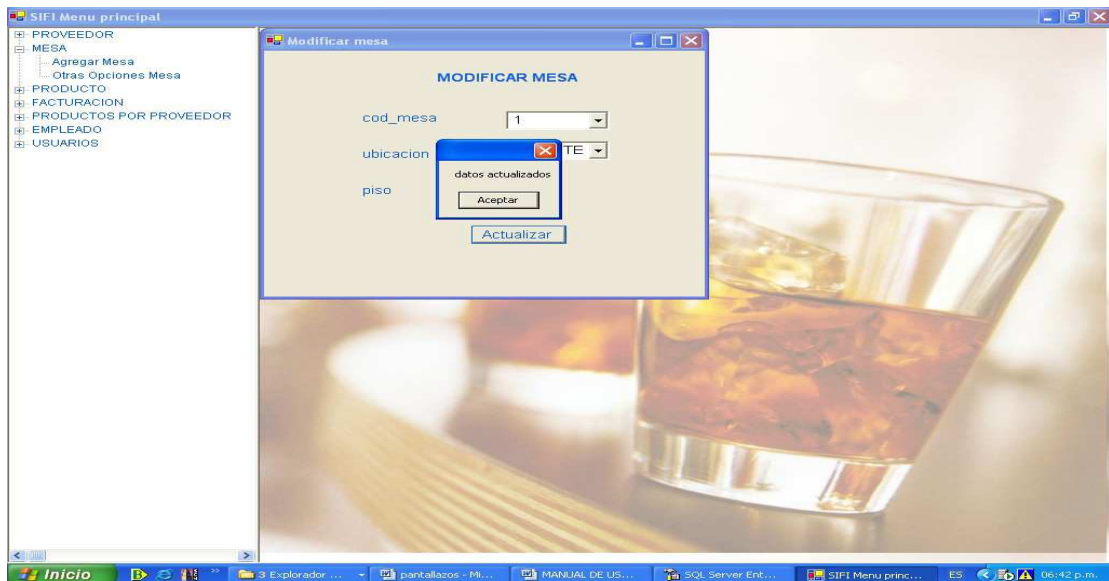 SIFI Menu principal
PROVEEDOR
MESA
Agregar Mesa
Otras Opciones Mesa
PRODUCTO
FACTURACION
PRODUCTOS POR PROVEEDOR
EMPLEADO
USUARIOS
Modificar mesa
MODIFICAR MESA
cod_mesa 1
ubicacion TE
datos actualizados
piso
Aceptar
Actualizar
Inicio 3 Explorador ... pantallazos - Mi... MANUAL DE US... SQL Server Ent... SIFI Menu princ... ES 06:42 p.m.